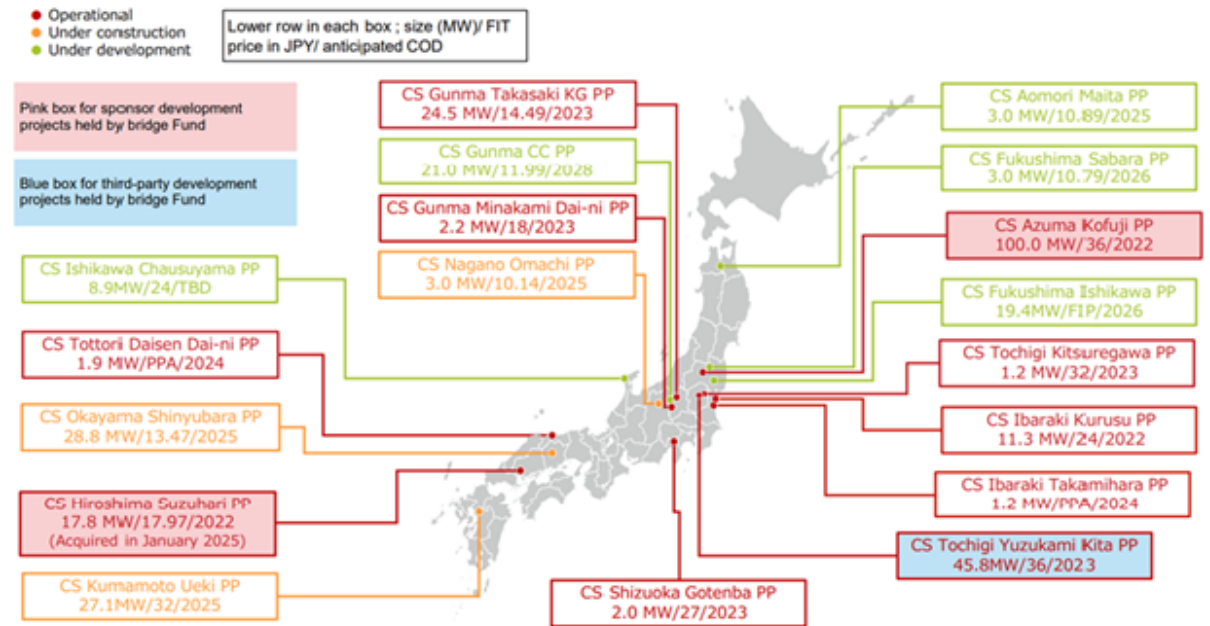 Operational
Under construction
Under development
Lower row in each box ; size (MW)/ FIT
price in JPY/ anticipated COD
Pink box for sponsor development
projects held by bridge Fund
Blue box for third-party development
projects held by bridge Fund
CS Gunma Takasaki KG PP
24.5 MW/14.49/2023
CS Gunma CC PP
21.0 MW/11.99/2028
CS Gunma Minakami Dai-ni PP
2.2 MW/18/2023
CS Nagano Omachi PP
3.0 MW/10.14/2025
CS Ishikawa Chausuyama PP
8.9MW/24/TBD
CS Tottorii Daisen Dai-ni PP
1.9 MW/PPA/2024
CS Okayama Shinyubara PP
28.8 MW/13.47/2025
CS Hiroshima Suzuhari PP
17.8 MW/17.97/2022
(Acquired in January 2025)
CS Kumamoto Ueki PP
27.1MW/32/2025
CS Shizuoka Gotenba PP
2.0 MW/27/2023
CS Aomori Maita PP
3.0 MW/10.89/2025
CS Fukushima Sabara PP
3.0 MW/10.79/2026
CS Azuma Kofuji PP
100.0 MW/36/2022
CS Fukushima Ishikawa PP
19.4MW/FIP/2026
CS Tochigi Kitsuregawa PP
1.2 MW/32/2023
CS Ibaraki Kurusu PP
11.3 MW/24/2022
CS Ibaraki Takamihara PP
1.2 MW/PPA/2024
CS Tochigi Yuzukami Kita PP
45.8MW/36/2023